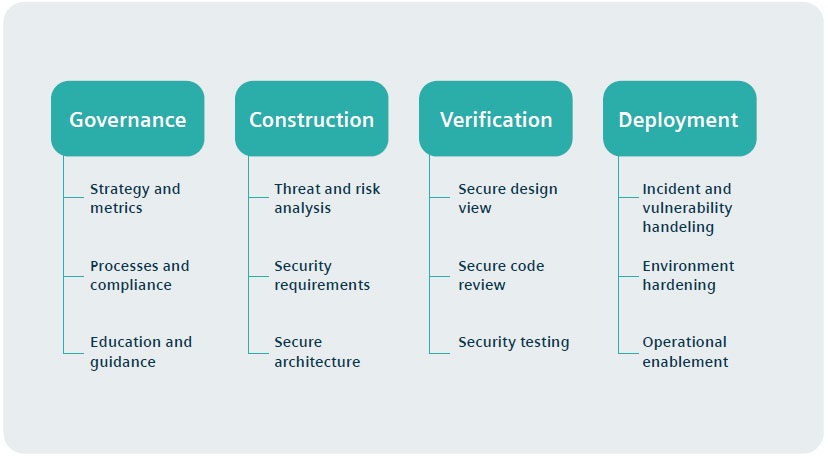 Governance
Strategy and
metrics
Processes and
compliance
Education and
guidance
Construction
Threat and risk
analysis
Security
requirements
Secure
architecture
Verification
Secure design
view
Secure code
review
Security testing
Deployment
Incident and
vulnerability
handeling
Environment
hardening
Operational
enablement